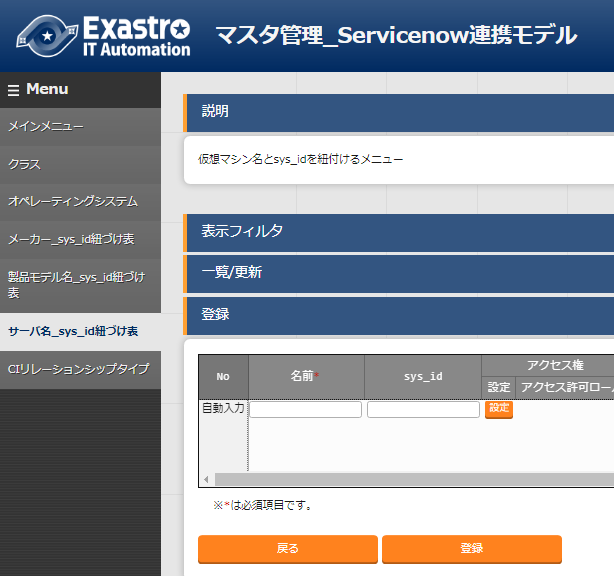 Exastro
IT Automation
マスタ管理_Servicenow連携モデル
Menu
メインメニュー
クラス
オペレーティングシステム
メーカー_sys_id紐づけ表
製品モデル名_sys_id紐づけ
表
サーバ名_sys_id紐づけ表
CIリレーションシップタイプ
説明
仮想マシン名とsys_idを紐付けるメニュー
表示フィルタ
一覧/更新
登録
No
名前*
sys_id
アクセス権
設定
アクセス許可ロー
自動入力
設定
※*は必須項目です。
戻る
登録